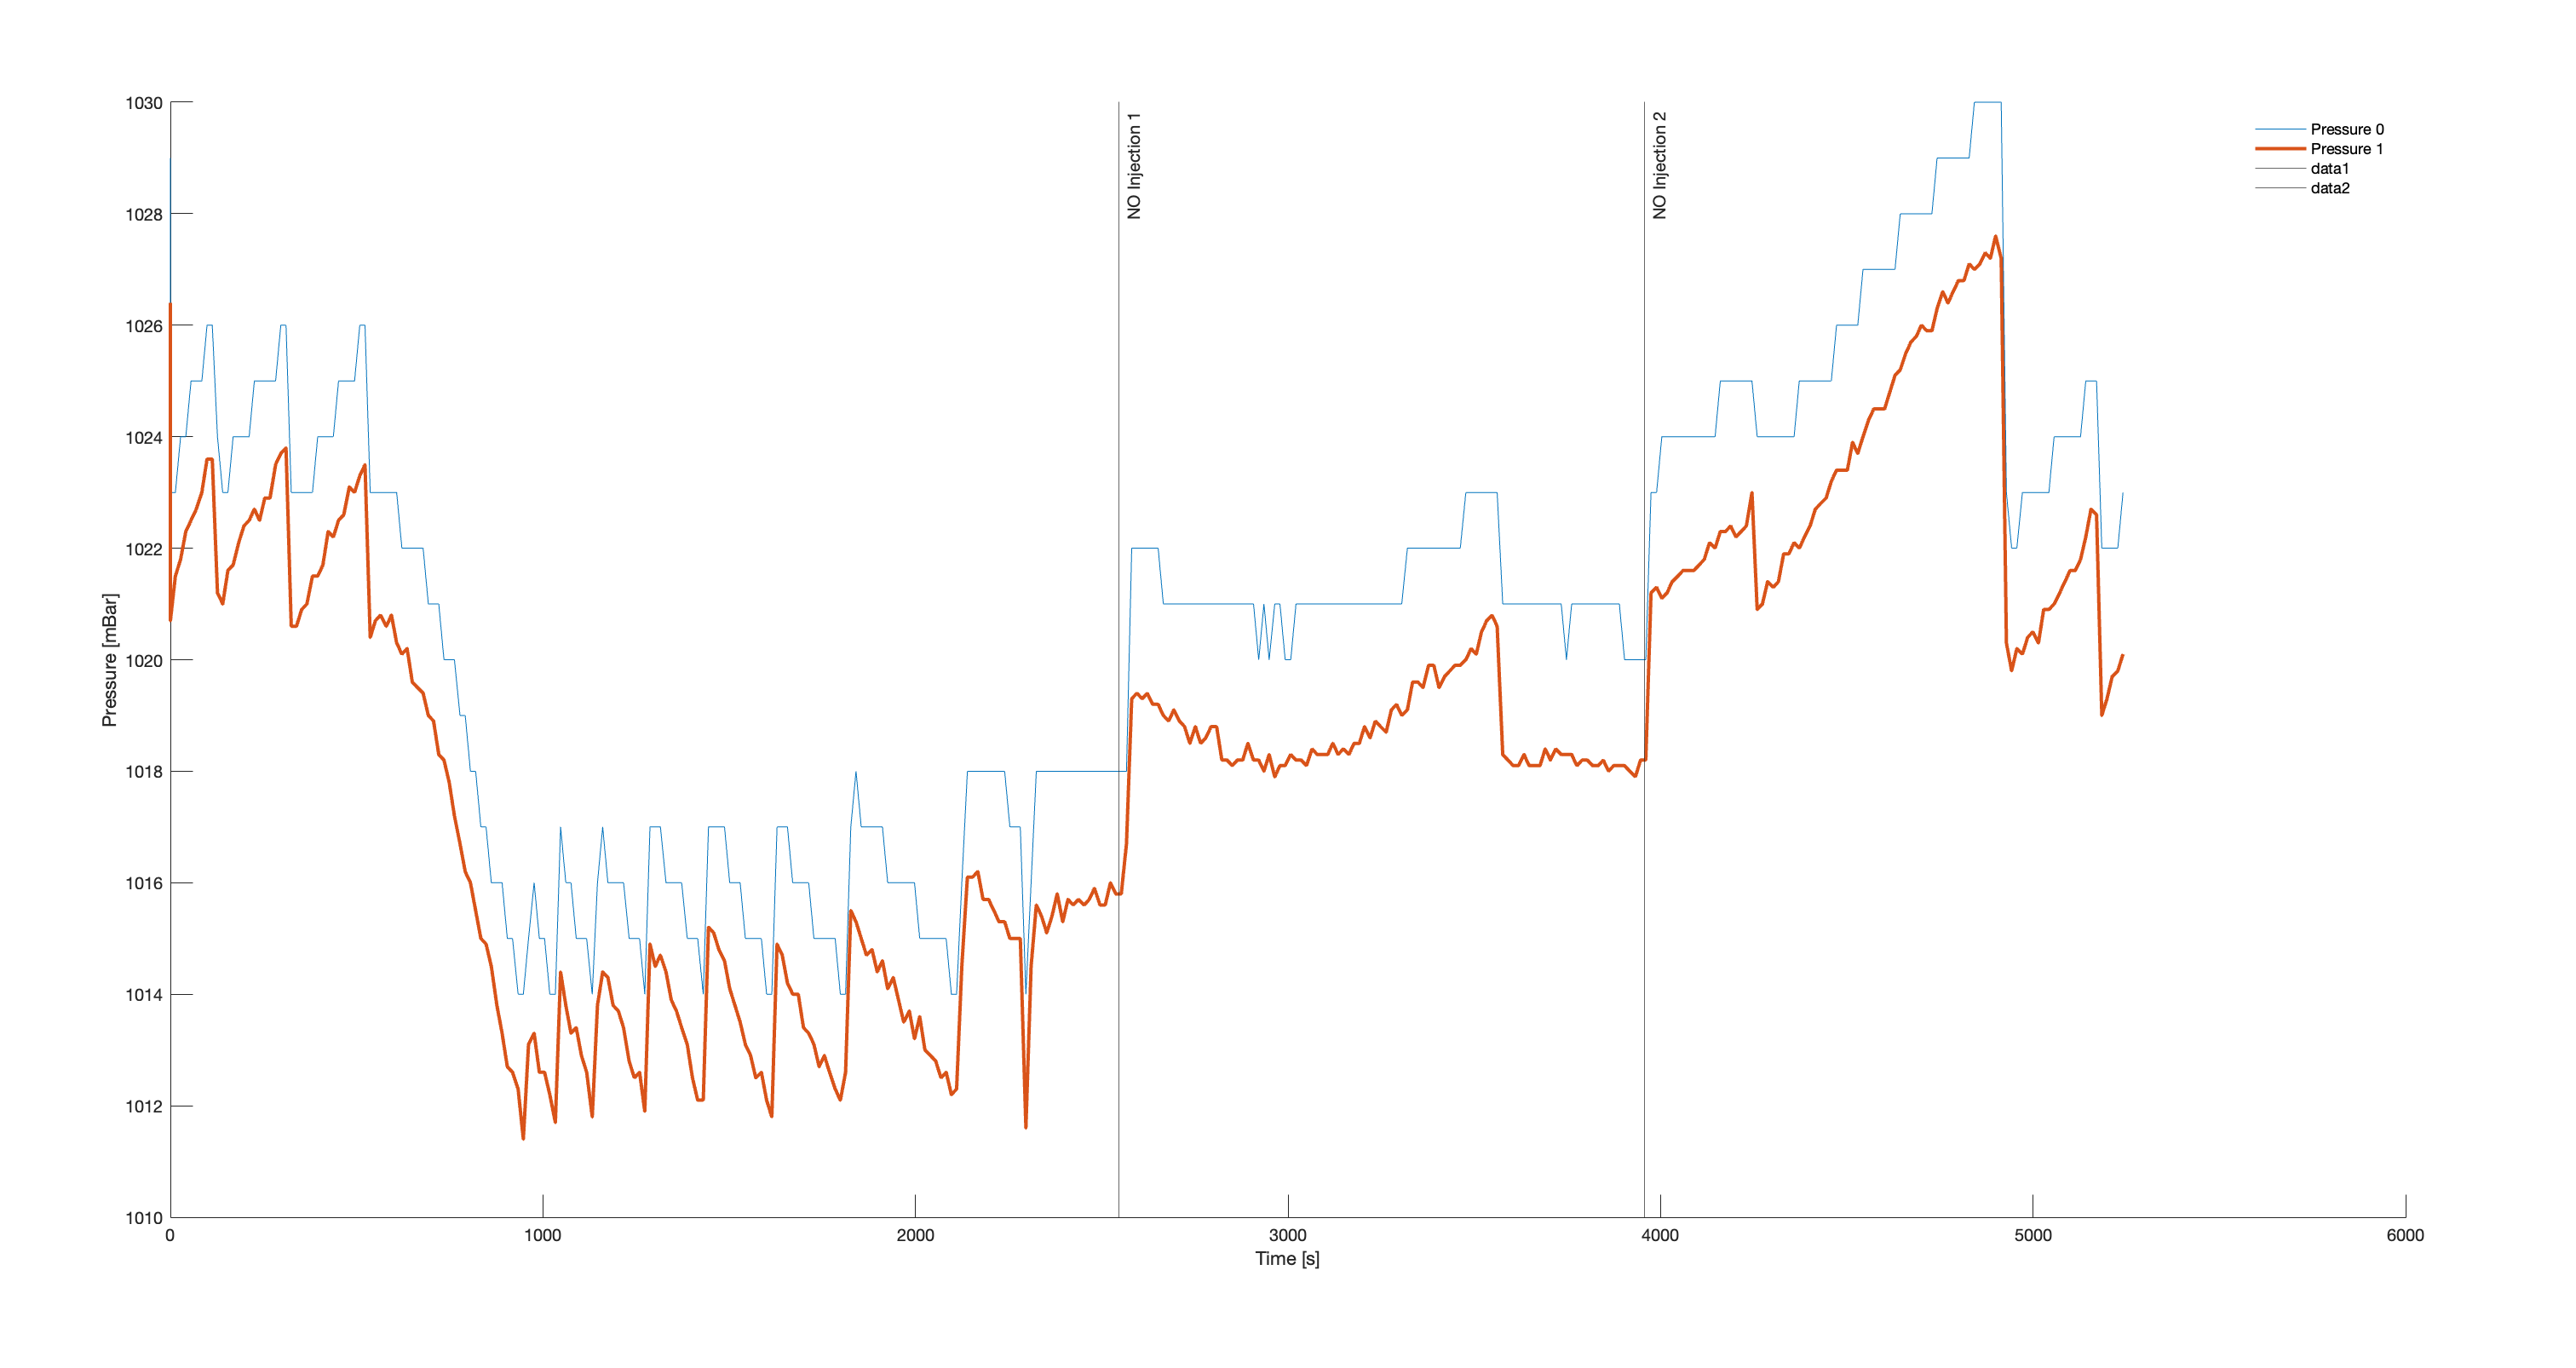 1030
1028
1026
1024
1022
1020
1018
1016
1014
1012
1010
Pressure [mBar]
0
1000
2000
3000
4000
5000
6000
Time [s]
NO Injection 1
NO Injection 2
Pressure 0
Pressure 1
data1
data2